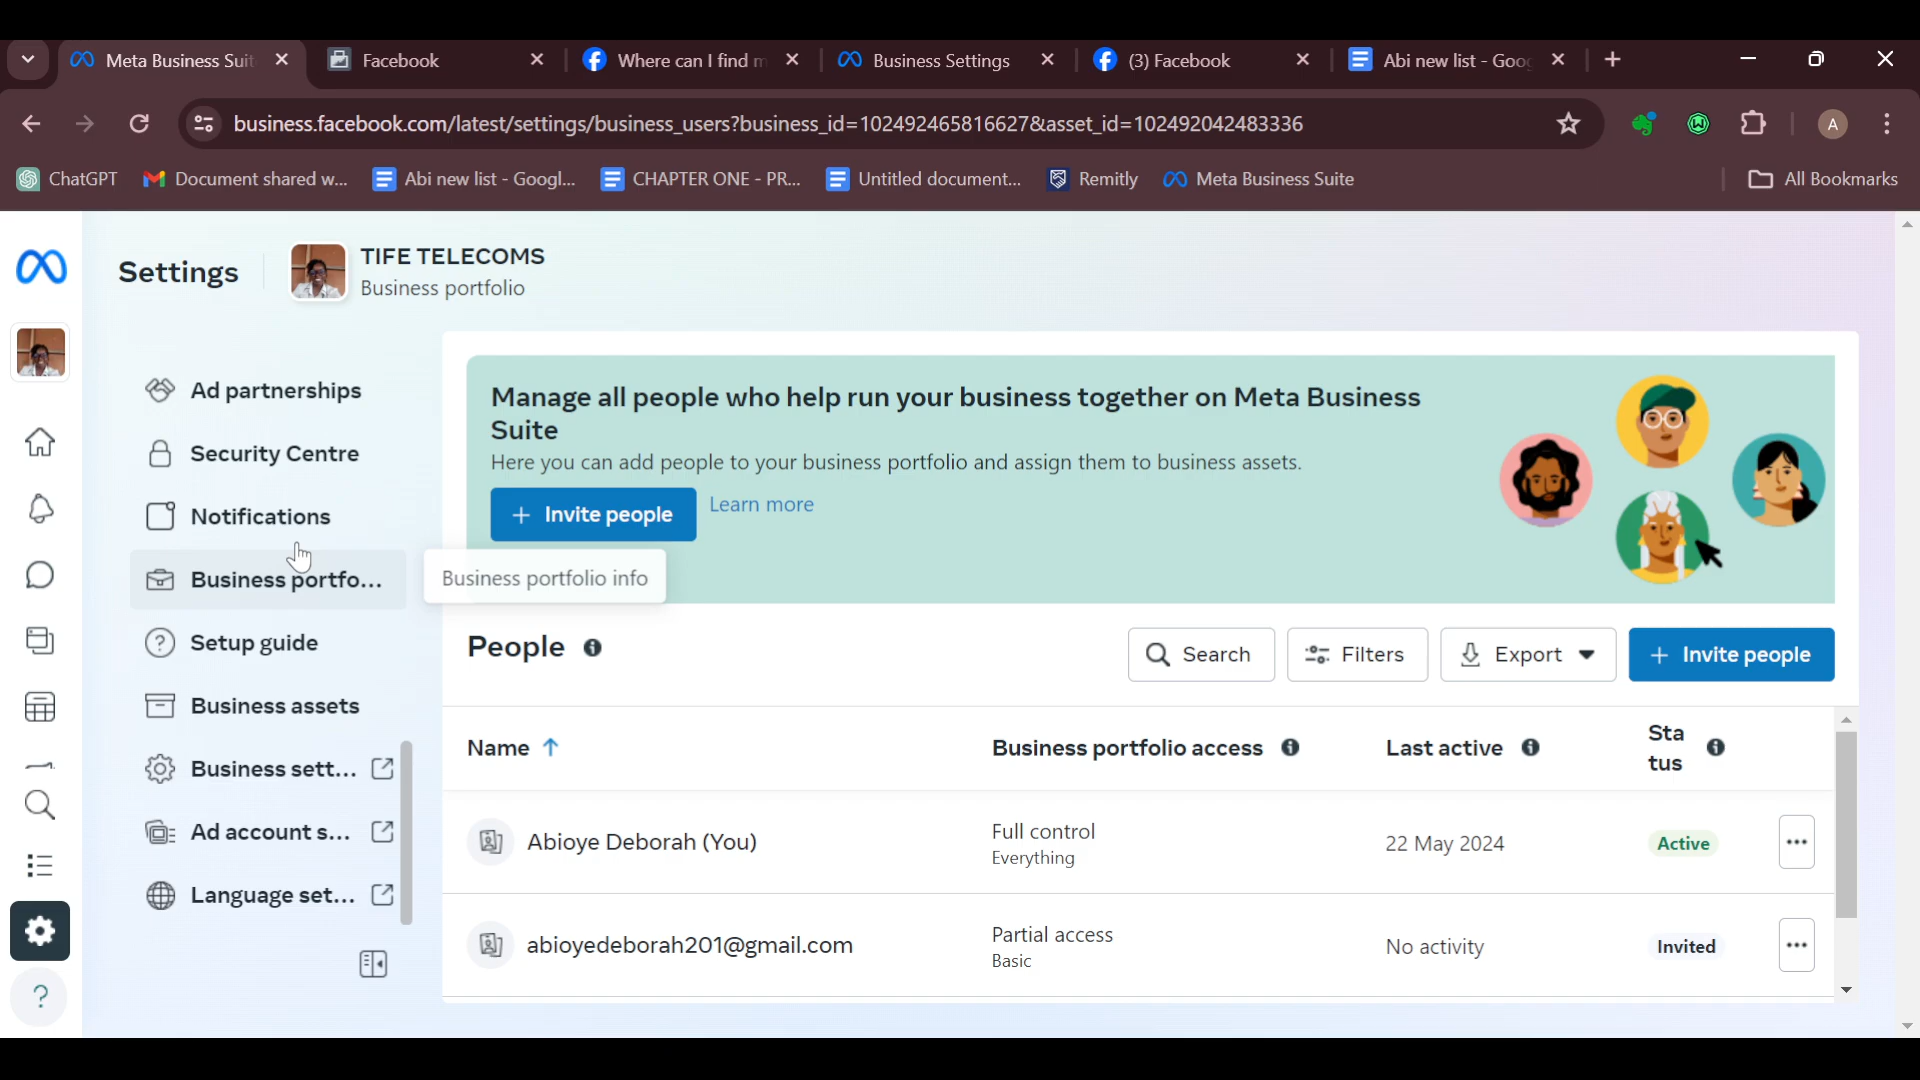 Meta Business Suit
Facebook
Where can I find m
Business Settings
(3) Facebook
Abi new list - Goog
business.facebook.com/latest/settings/business_users?business_id=102492465816627&asset_id=102492042483336
A
ChatGPT
Document shared w...
Abi new list - Googl...
CHAPTER ONE - PR...
Untitled document...
Remitly
Meta Business Suite
All Bookmarks
Settings
TIFE TELECOMS
Business portfolio
Ad partnerships
Security Centre
Notifications
Business portfo...
Setup guide
Business assets
Business sett...
Ad account s...
Language set...
Manage all people who help run your business together on Meta Business
Suite
Here you can add people to your business portfolio and assign them to business assets.
+ Invite people
Learn more
Business portfolio info
People
Search
Filters
Export
+ Invite people
Name
Business portfolio access
Last active
Sta
tus
Abioye Deborah (You)
Full control
Everything
22 May 2024
Active
abioyedeborah201@gmail.com
Partial access
Basic
No activity
Invited